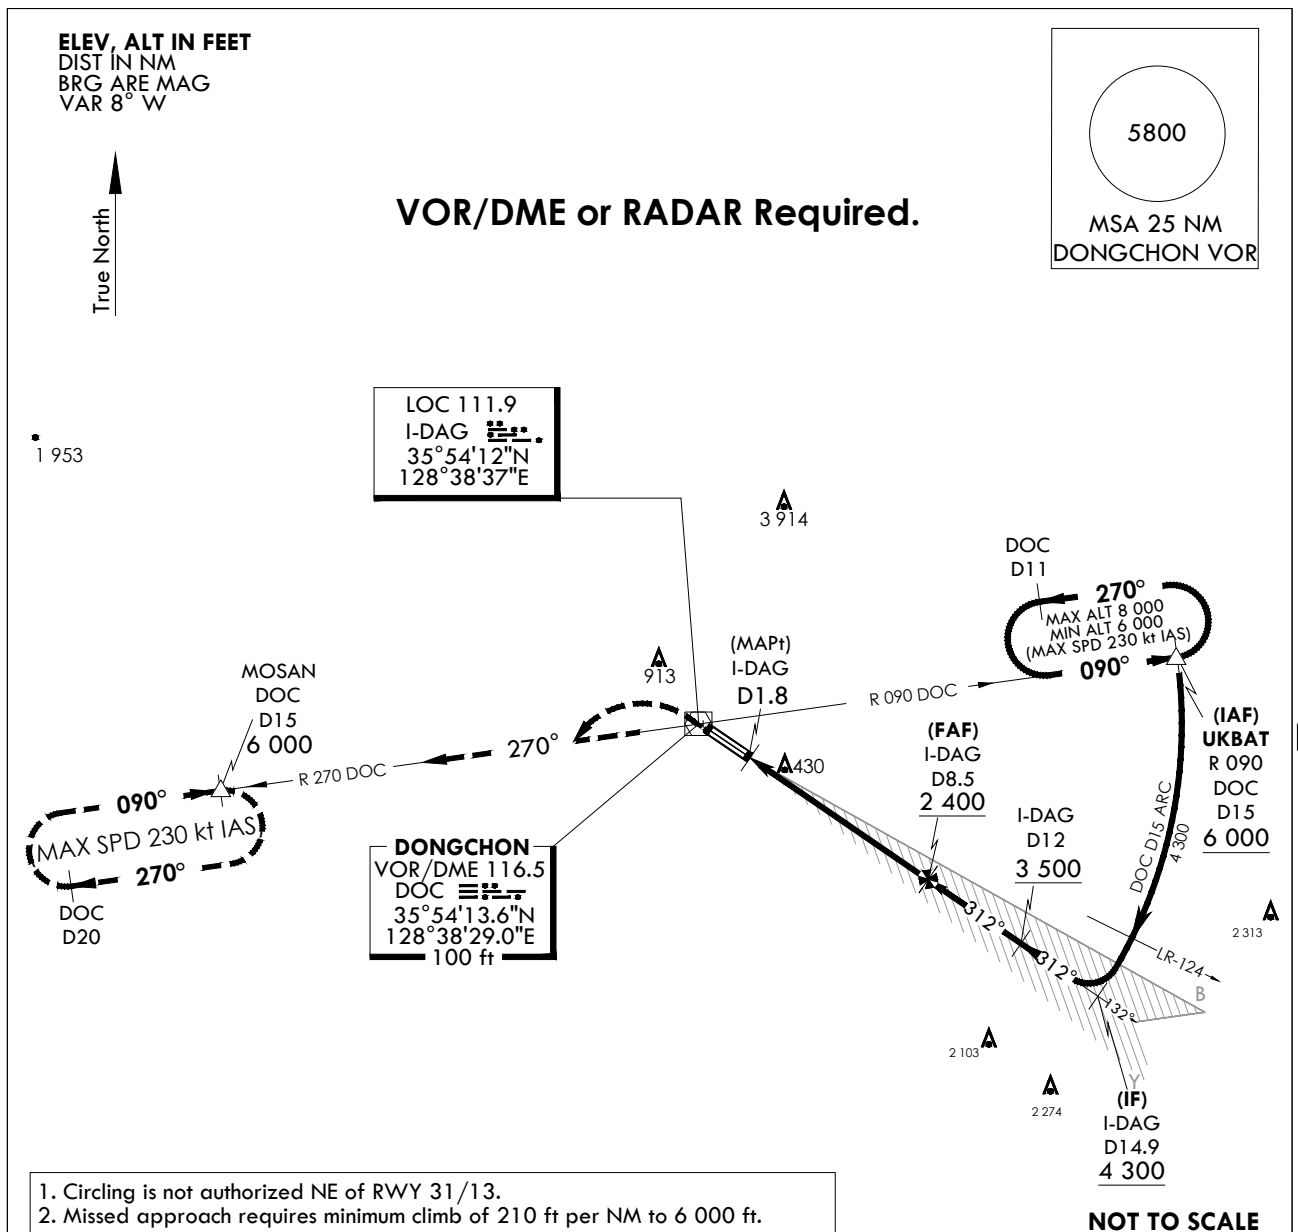 ELEV, ALT IN FEET
DIST IN NM
BRG ARE MAG
VAR 8° W
True North
VOR/DME or RADAR Required.
5800
MSA 25 NM
DONGCHON VOR
LOC 111.9
I-DAG
35°54'12"N
128°38'37"E
1 953
3 914
DOC
D11
270°
MAX ALT 8 000
MIN ALT 6 000
(MAX SPD 230 kt IAS)
090°
913
(MAPt)
I-DAG
D1.8
R 090 DOC
MOSAN
DOC
D15
6 000
270°
R 270 DOC
090°
MAX SPD 230 kt IAS
270°
DOC
D20
430
(FAF)
I-DAG
D8.5
2 400
(IAF)
UKBAT
R 090
DOC
D15
6 000
DOC D15 ARC
4 300
I-DAG
D12
3 500
DONGCHON
VOR/DME 116.5
DOC
35°54'13.6"N
128°38'29.0"E
100 ft
312°
312°
132°
LR-124
B
Y
2 313
2 103
2 274
(IF)
I-DAG
D14.9
4 300
1. Circling is not authorized NE of RWY 31/13.
2. Missed approach requires minimum climb of 210 ft per NM to 6 000 ft.
NOT TO SCALE